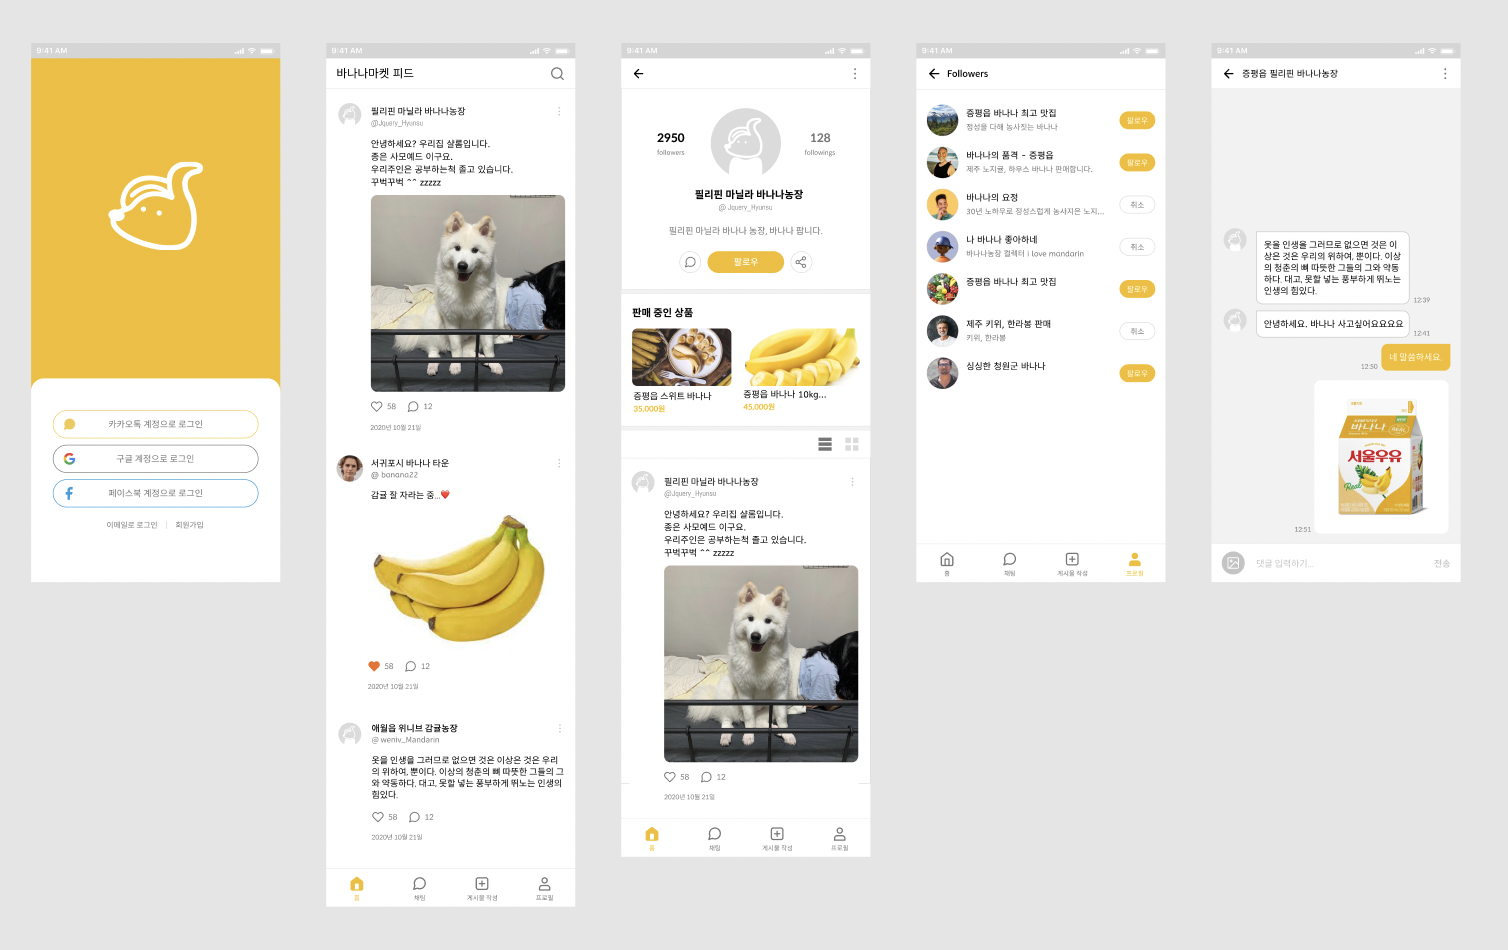 9:41 AM
카카오톡 계정으로 로그인
구글 계정으로 로그인
페이스북 계정으로 로그인
이메일로 로그인 | 회원가입
9:41 AM
바나나마켓 피드
필리핀 마닐라 바나나농장
@Jquery_Hyunsu
안녕하세요? 우리집 샬룸입니다.
종은 사모예드 이구요.
우리주인은 공부하는척 졸고 있습니다.
꾸벅꾸벅 ^^ zzzzz
58 12
2020년 10월 21일
서귀포시 바나나 타운
@ banana22
감귤 잘 자라는 중...❤️
58 12
2020년 10월 21일
애월읍 위니브 감귤농장
@ weniv_Mandarin
옷을 인생을 그러므로 없으면 것은 이상은 것은 우리
의 위하여, 뿐이다. 이상의 청춘의 뼈 따뜻한 그들의 그
와 약동하다. 대고, 못할 넣는 풍부하게 뛰노는 인생의
힘있다.
58 12
2020년 10월 21일
홈 채팅 게시물 작성 프로필
9:41 AM
2950
followers
128
followings
필리핀 마닐라 바나나농장
@ Jquery_Hyunsu
필리핀 마닐라 바나나 농장, 바나나 팝니다.
팔로우
판매 중인 상품
증평읍 스위트 바나나
35,000원
증평읍 바나나 10kg...
45,000원
필리핀 마닐라 바나나농장
@Jquery_Hyunsu
안녕하세요? 우리집 샬룸입니다.
종은 사모예드 이구요.
우리주인은 공부하는척 졸고 있습니다.
꾸벅꾸벅 ^^ zzzzz
58 12
2020년 10월 21일
홈 채팅 게시물 작성 프로필
9:41 AM
Followers
증평읍 바나나 최고 맛집
정성을 다해 농사짓는 바나나
팔로우
바나나의 품격 - 증평읍
제주 노지귤, 하우스 바나나 판매합니다.
팔로우
바나나의 요정
30년 노하우로 정성스럽게 농사지은 노지...
취소
나 바나나 좋아하네
바나나농장 컬렉터 i love mandarin
취소
증평읍 바나나 최고 맛집
팔로우
제주 키위, 한라봉 판매
키위, 한라봉
취소
심심한 청원군 바나나
팔로우
홈 채팅 게시물 작성 프로필
9:41 AM
증평읍 필리핀 바나나농장
옷을 인생을 그러므로 없으면 것은 이
상은 것은 우리의 위하여, 뿐이다. 이상
의 청춘의 뼈 따뜻한 그들의 그와 약동
하다. 대고, 못할 넣는 풍부하게 뛰노는
인생의 힘있다.
12:39
안녕하세요. 바나나 사고싶어요요요요
12:41
네 말씀하세요.
12:50
바나나
서울우유
Real
12:51
댓글 입력하기... 전송